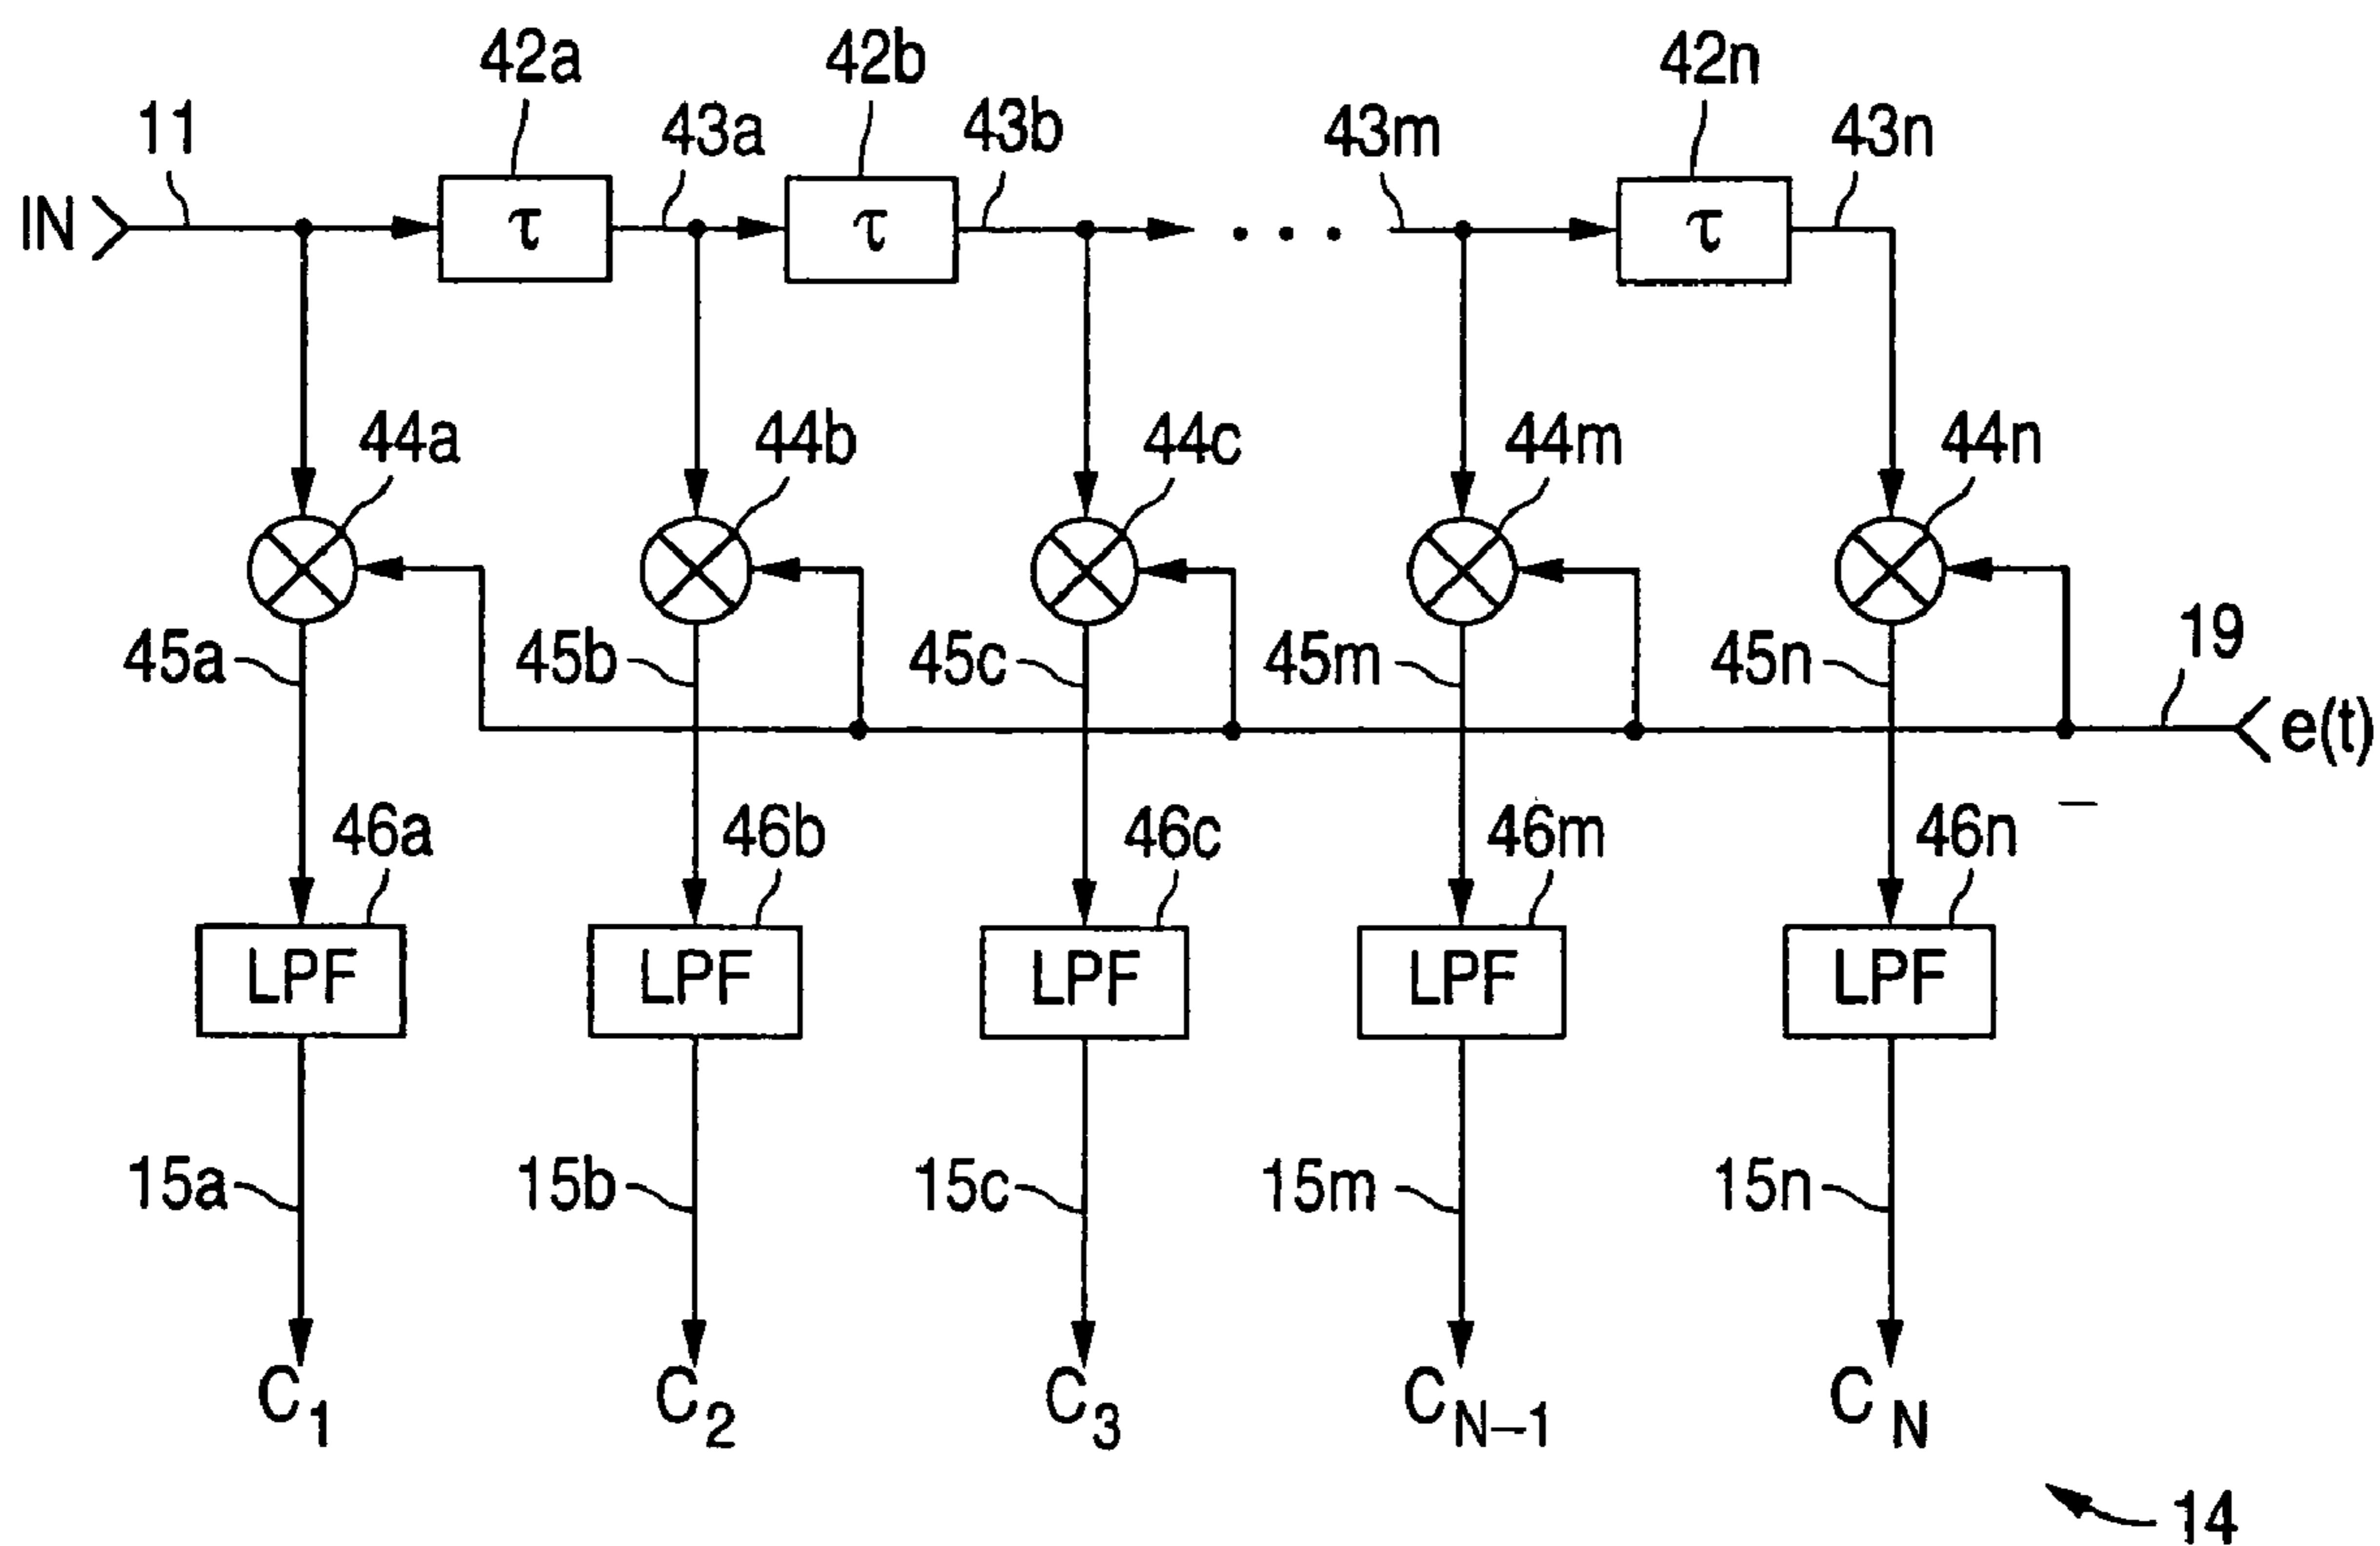 42a 42b 42n
11 43a 43b 43m 43n
IN τ τ . . . τ
44a 44b 44c 44m 44n
45a 45b 45c 45m 45n 19
e(t)
46a 46b 46c 46m 46n
LPF LPF LPF LPF LPF
15a 15b 15c 15m 15n
C1 C2 C3 CN–1 CN
14